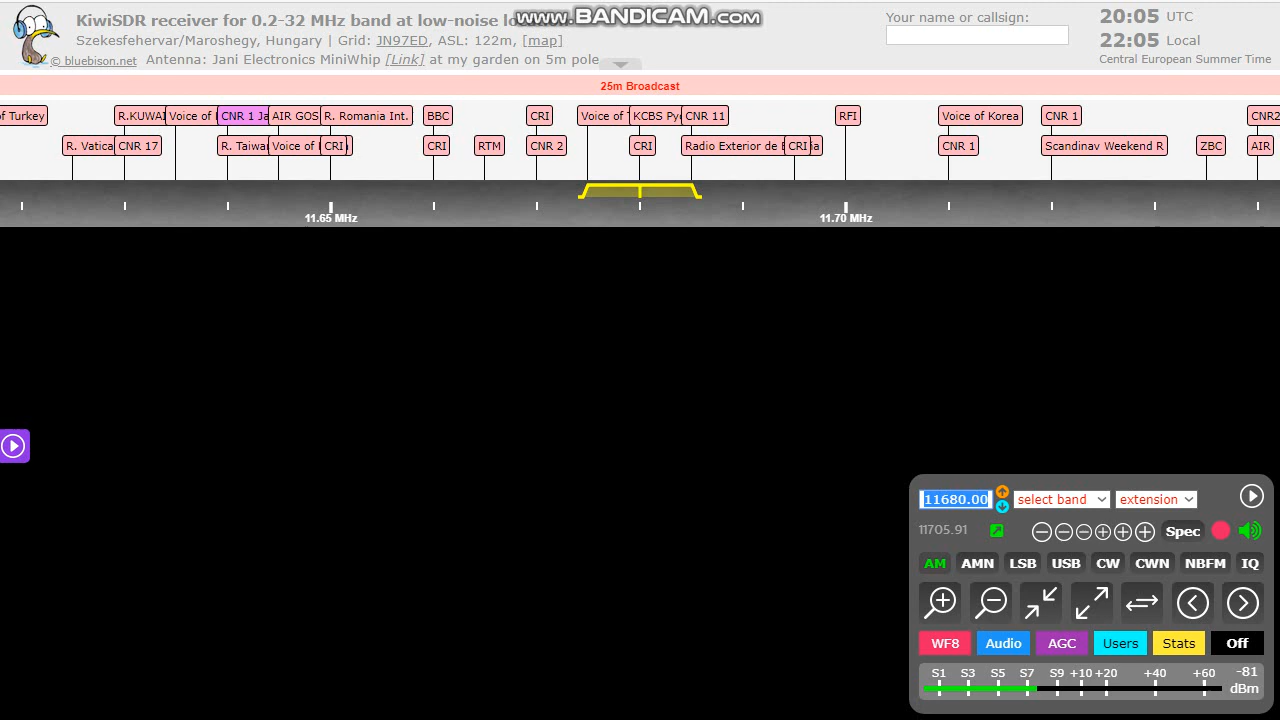 KiwiSDR receiver for 0.2-32 MHz band at low-noise
www.BANDICAM.com
Szekesfehervar/Maroshegy, Hungary | Grid: JN97ED, ASL: 122m, [map]
© bluebison.net
Antenna: Jani Electronics MiniWhip [Link] at my garden on 5m pole
Your name or callsign:
20:05 UTC
22:05 Local
Central European Summer Time
25m Broadcast
of Turkey
R.KUWAI
Voice of
CNR 1 Ja
AIR GOS
R. Romania Int.
BBC
CRI
Voice of
KCBS Py
CNR 11
RFI
Voice of Korea
CNR 1
CNR2
R. Vatica
CNR 17
R. Taiwa
Voice of
CRI
CRI
RTM
CNR 2
CRI
Radio Exterior de
CRI
CNR 1
Scandinav Weekend R
ZBC
AIR
11.65 MHz
11.70 MHz
11680.00
select band
extension
11705.91
Spec
AM AMN LSB USB CW CWN NBFM IQ
WF8 Audio AGC Users Stats Off
S1 S3 S5 S7 S9 +10 +20 +40 +60 -81
dBm